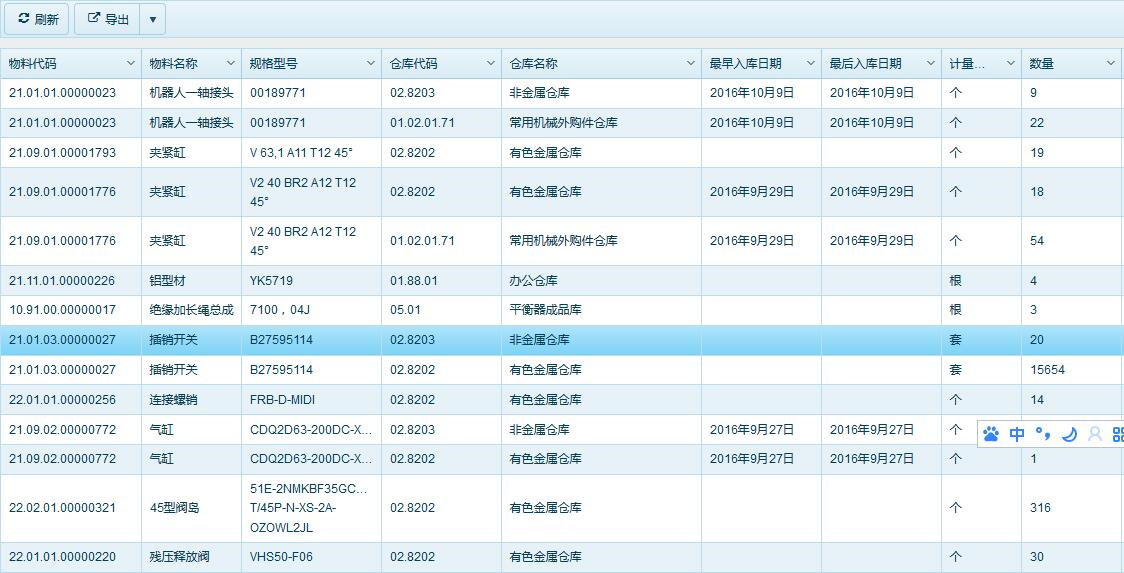 刷新 导出
物料代码 物料名称 规格型号 仓库代码 仓库名称 最早入库日期 最后入库日期 计量... 数量
21.01.01.00000023 机器人一轴接头 00189771 02.8203 非金属仓库 2016年10月9日 2016年10月9日 个 9
21.01.01.00000023 机器人一轴接头 00189771 01.02.01.71 常用机械外购件仓库 2016年10月9日 2016年10月9日 个 22
21.09.01.00001793 夹紧缸 V 63,1 A11 T12 45° 02.8202 有色金属仓库 个 19
21.09.01.00001776 夹紧缸 V2 40 BR2 A12 T12 45° 02.8202 有色金属仓库 2016年9月29日 2016年9月29日 个 18
21.09.01.00001776 夹紧缸 V2 40 BR2 A12 T12 45° 01.02.01.71 常用机械外购件仓库 2016年9月29日 2016年9月29日 个 54
21.11.01.00000226 铝型材 YK5719 01.88.01 办公仓库 根 4
10.91.00.00000017 绝缘加长绳总成 7100，04J 05.01 平衡器成品库 根 3
21.01.03.00000027 插销开关 B27595114 02.8203 非金属仓库 套 20
21.01.03.00000027 插销开关 B27595114 02.8202 有色金属仓库 套 15654
22.01.01.00000256 连接螺销 FRB-D-MIDI 02.8202 有色金属仓库 个 14
21.09.02.00000772 气缸 CDQ2D63-200DC-X... 02.8203 非金属仓库 2016年9月27日 2016年9月27日 个 中
21.09.02.00000772 气缸 CDQ2D63-200DC-X... 02.8202 有色金属仓库 2016年9月27日 2016年9月27日 个 1
22.02.01.00000321 45型阀岛 51E-2NMKBF35GC... T/45P-N-XS-2A-OZOWL2JL 02.8202 有色金属仓库 个 316
22.01.01.00000220 残压释放阀 VHS50-F06 02.8202 有色金属仓库 个 30